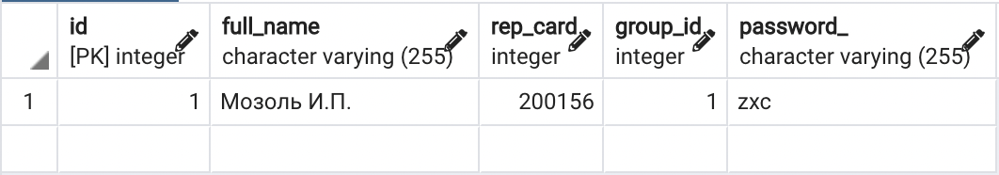 id full_name rep_card group_id password_
[PK] integer character varying (255) integer integer character varying (255)
1 1 Мозоль И.П. 200156 1 zxc